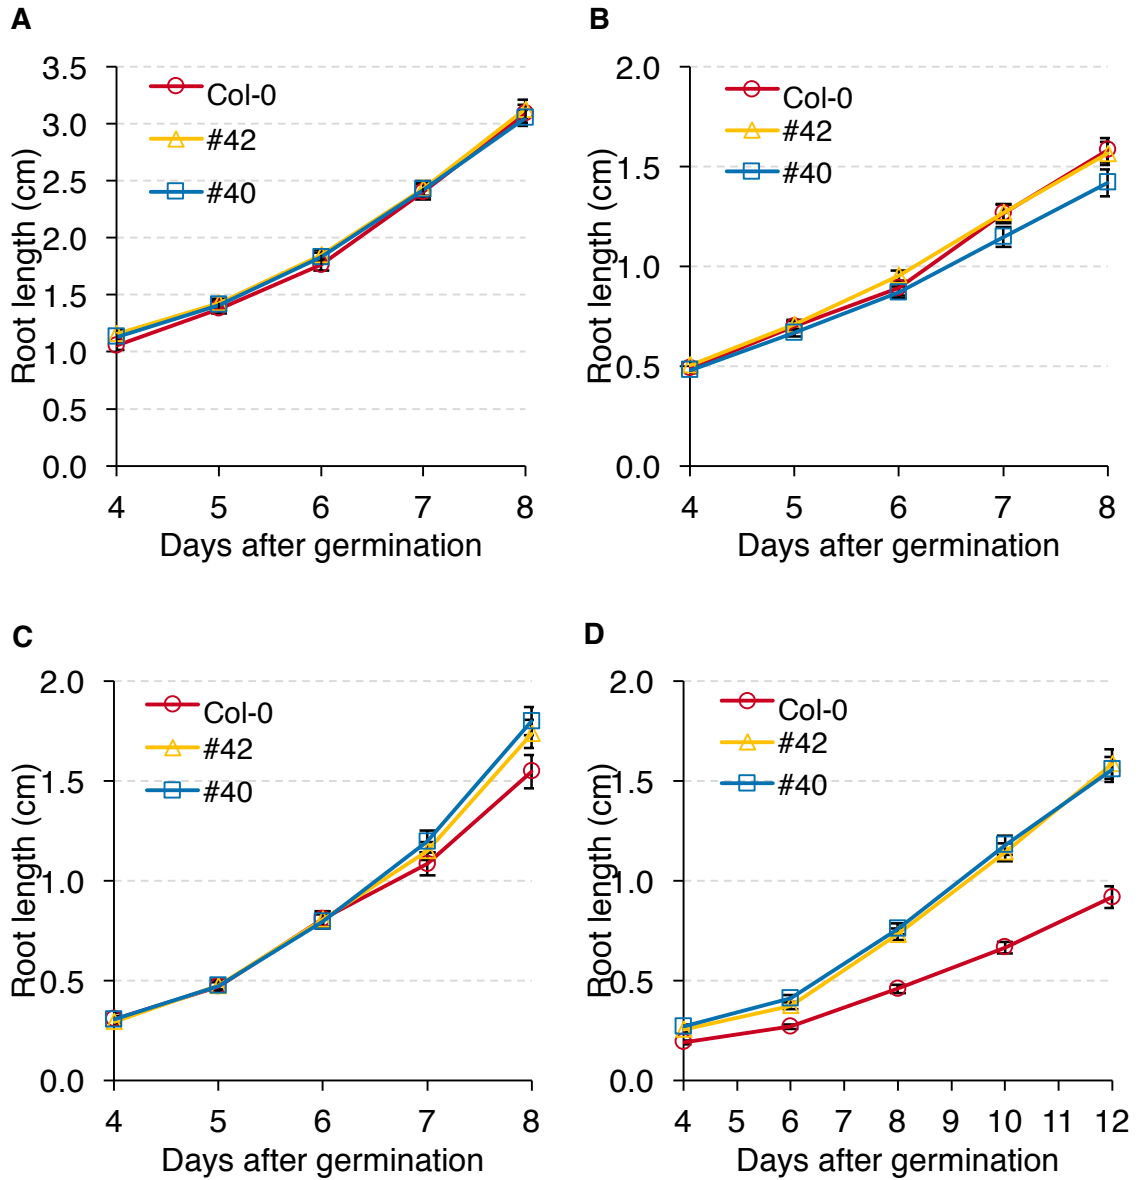 A
Root length (cm)
3.5
3.0
2.5
2.0
1.5
1.0
0.5
0.0
Col-0
#42
#40
4 5 6 7 8
Days after germination
B
Root length (cm)
2.0
1.5
1.0
0.5
0.0
Col-0
#42
#40
4 5 6 7 8
Days after germination
C
Root length (cm)
2.0
1.5
1.0
0.5
0.0
Col-0
#42
#40
4 5 6 7 8
Days after germination
D
Root length (cm)
2.0
1.5
1.0
0.5
0.0
Col-0
#42
#40
4 5 6 7 8 9 10 11 12
Days after germination